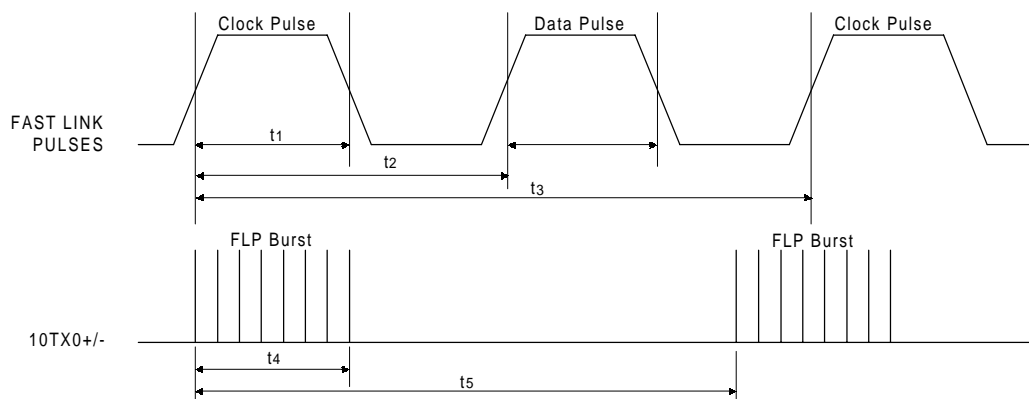 Clock Pulse
Data Pulse
Clock Pulse
FAST LINK
PULSES
t1
t2
t3
FLP Burst
FLP Burst
10TX0+/-
t4
t5